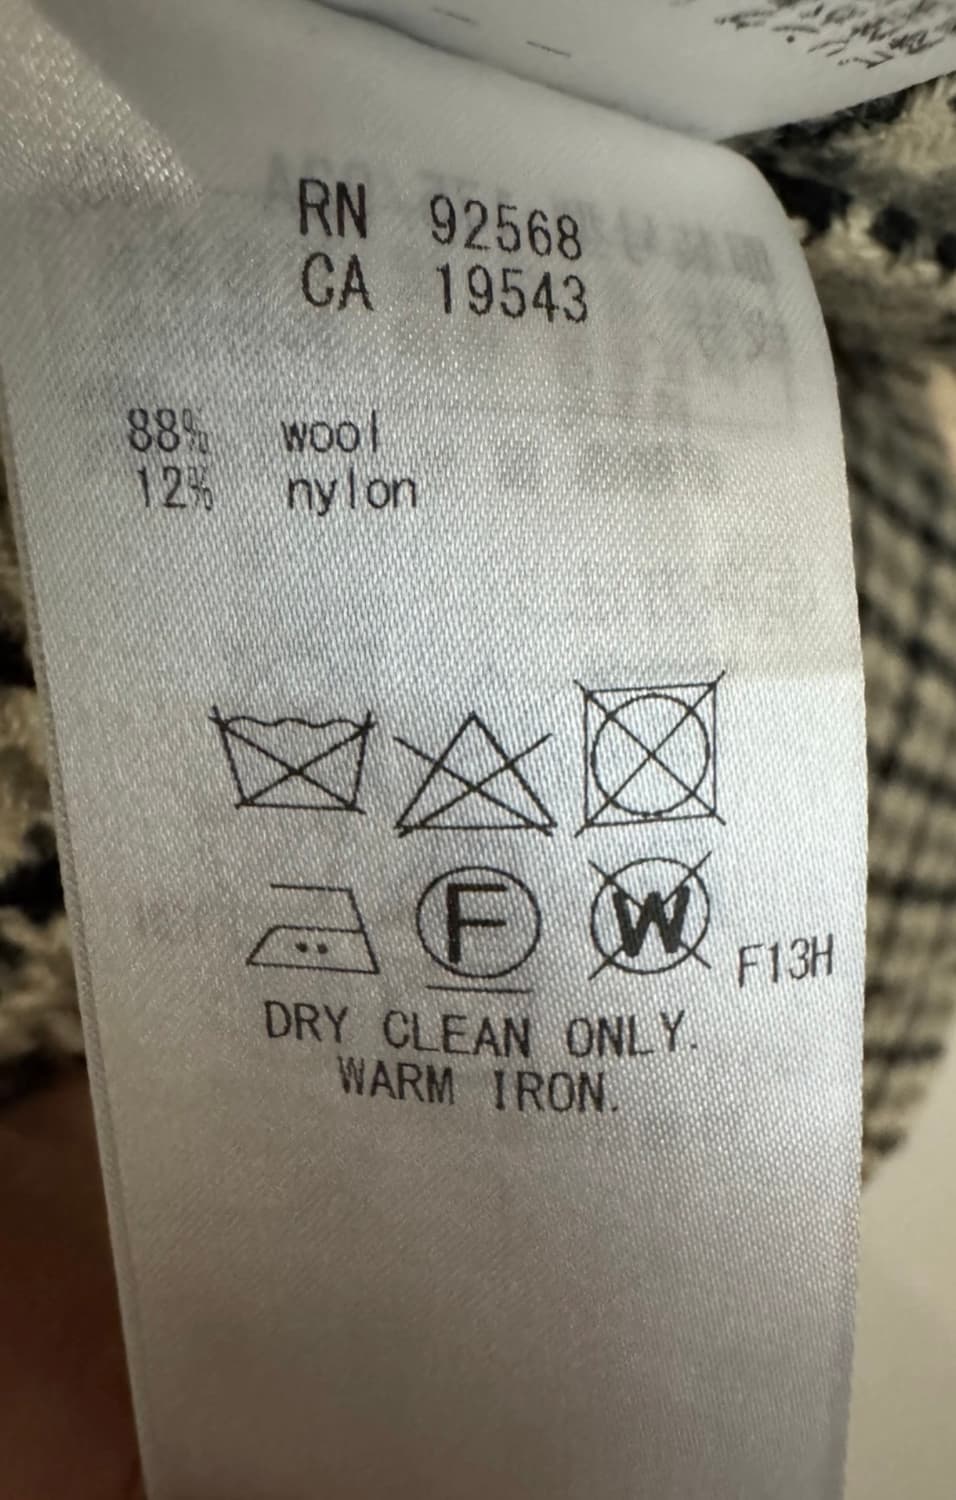 RN 92568
CA 19543
88% wool
12% nylon
F W F13H
DRY CLEAN ONLY.
WARM IRON.